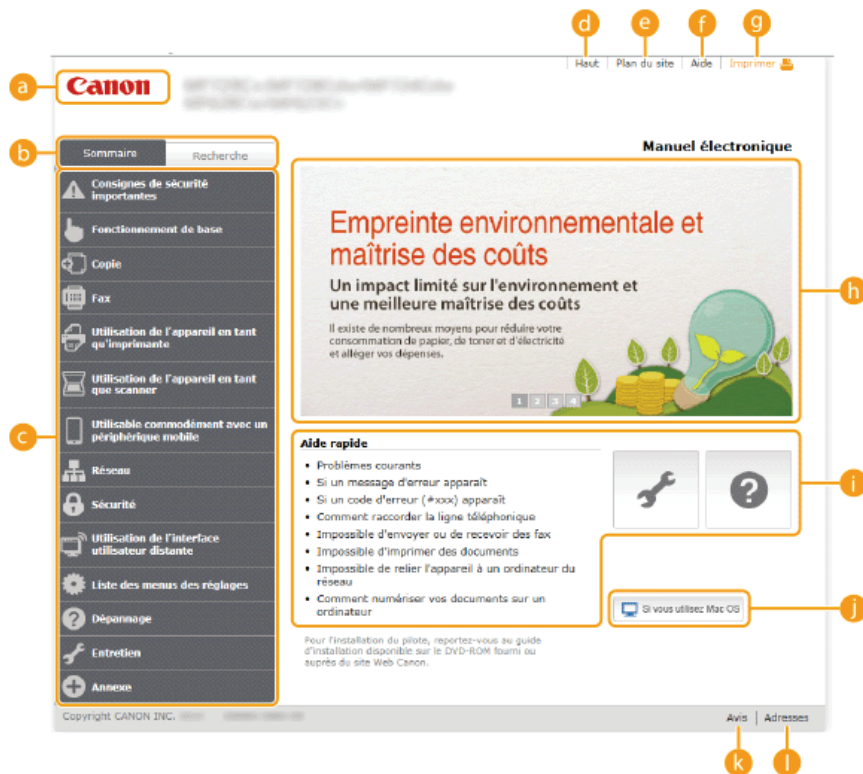 d e f g
Haut | Plan du site | Aide | Imprimer
a
Canon
b
Sommaire Recherche
Manuel électronique
c
Consignes de sécurité
importantes
Fonctionnement de base
Copie
Fax
Utilisation de l'appareil en tant
qu'imprimante
Utilisation de l'appareil en tant
que scanner
Utilisable commodément avec un
périphérique mobile
Réseau
Sécurité
Utilisation de l'interface
utilisateur distante
Liste des menus des réglages
Dépannage
Entretien
Annexe
Empreinte environnementale et
maîtrise des coûts
Un impact limité sur l'environnement et
une meilleure maîtrise des coûts
Il existe de nombreux moyens pour réduire votre
consommation de papier, de toner et d'électricité
et alléger vos dépenses.
1 2 3 4
h
Aide rapide
• Problèmes courants
• Si un message d'erreur apparaît
• Si un code d'erreur (#xxx) apparaît
• Comment raccorder la ligne téléphonique
• Impossible d'envoyer ou de recevoir des fax
• Impossible d'imprimer des documents
• Impossible de relier l'appareil à un ordinateur du
réseau
• Comment numériser vos documents sur un
ordinateur
?
i
Si vous utilisez Mac OS
j
Pour l'installation du pilote, reportez-vous au guide
d'installation disponible sur le DVD-ROM fourni ou
auprès du site Web Canon.
Copyright CANON INC.
Avis | Adresses
k l